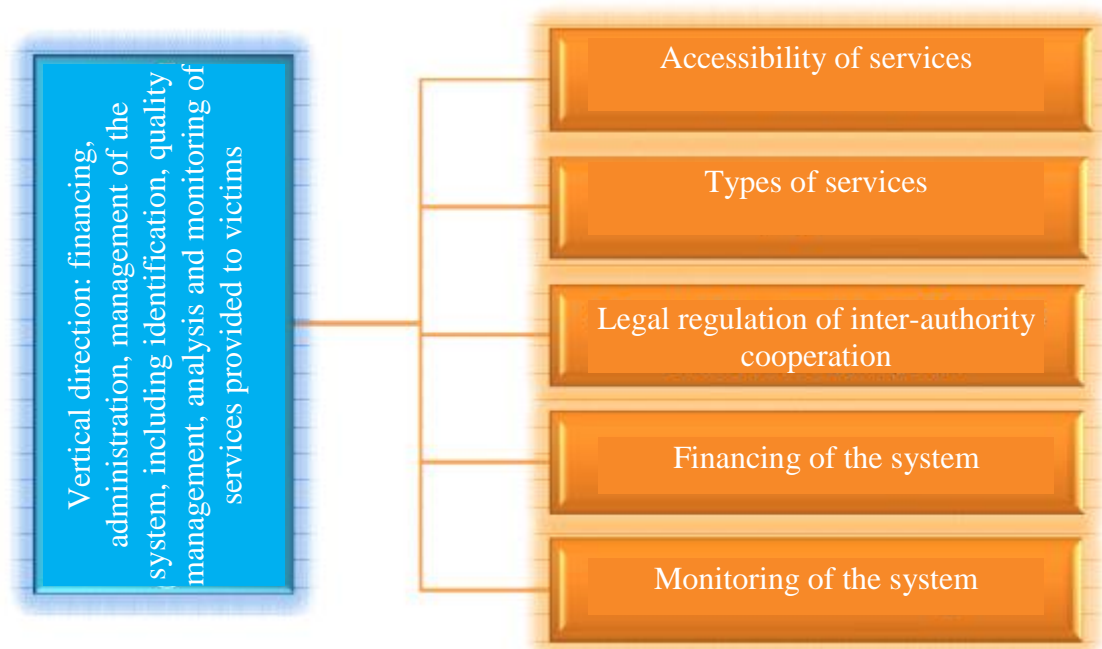 Vertical direction: financing,
administration, management of the
system, including identification, quality
management, analysis and monitoring of
services provided to victims
Accessibility of services
Types of services
Legal regulation of inter-authority
cooperation
Financing of the system
Monitoring of the system